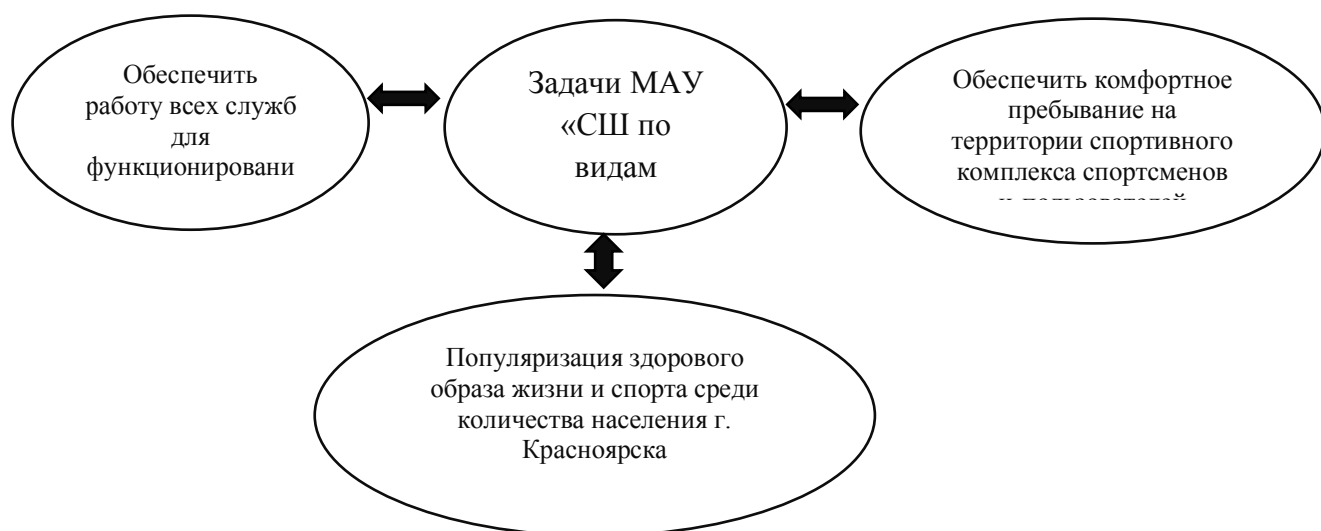 Обеспечить
работу всех служб
для
функционировани
Задачи МАУ
«СШ по
видам
Обеспечить комфортное
пребывание на
территории спортивного
комплекса спортсменов
и пользователей
Популяризация здорового
образа жизни и спорта среди
количества населения г.
Красноярска